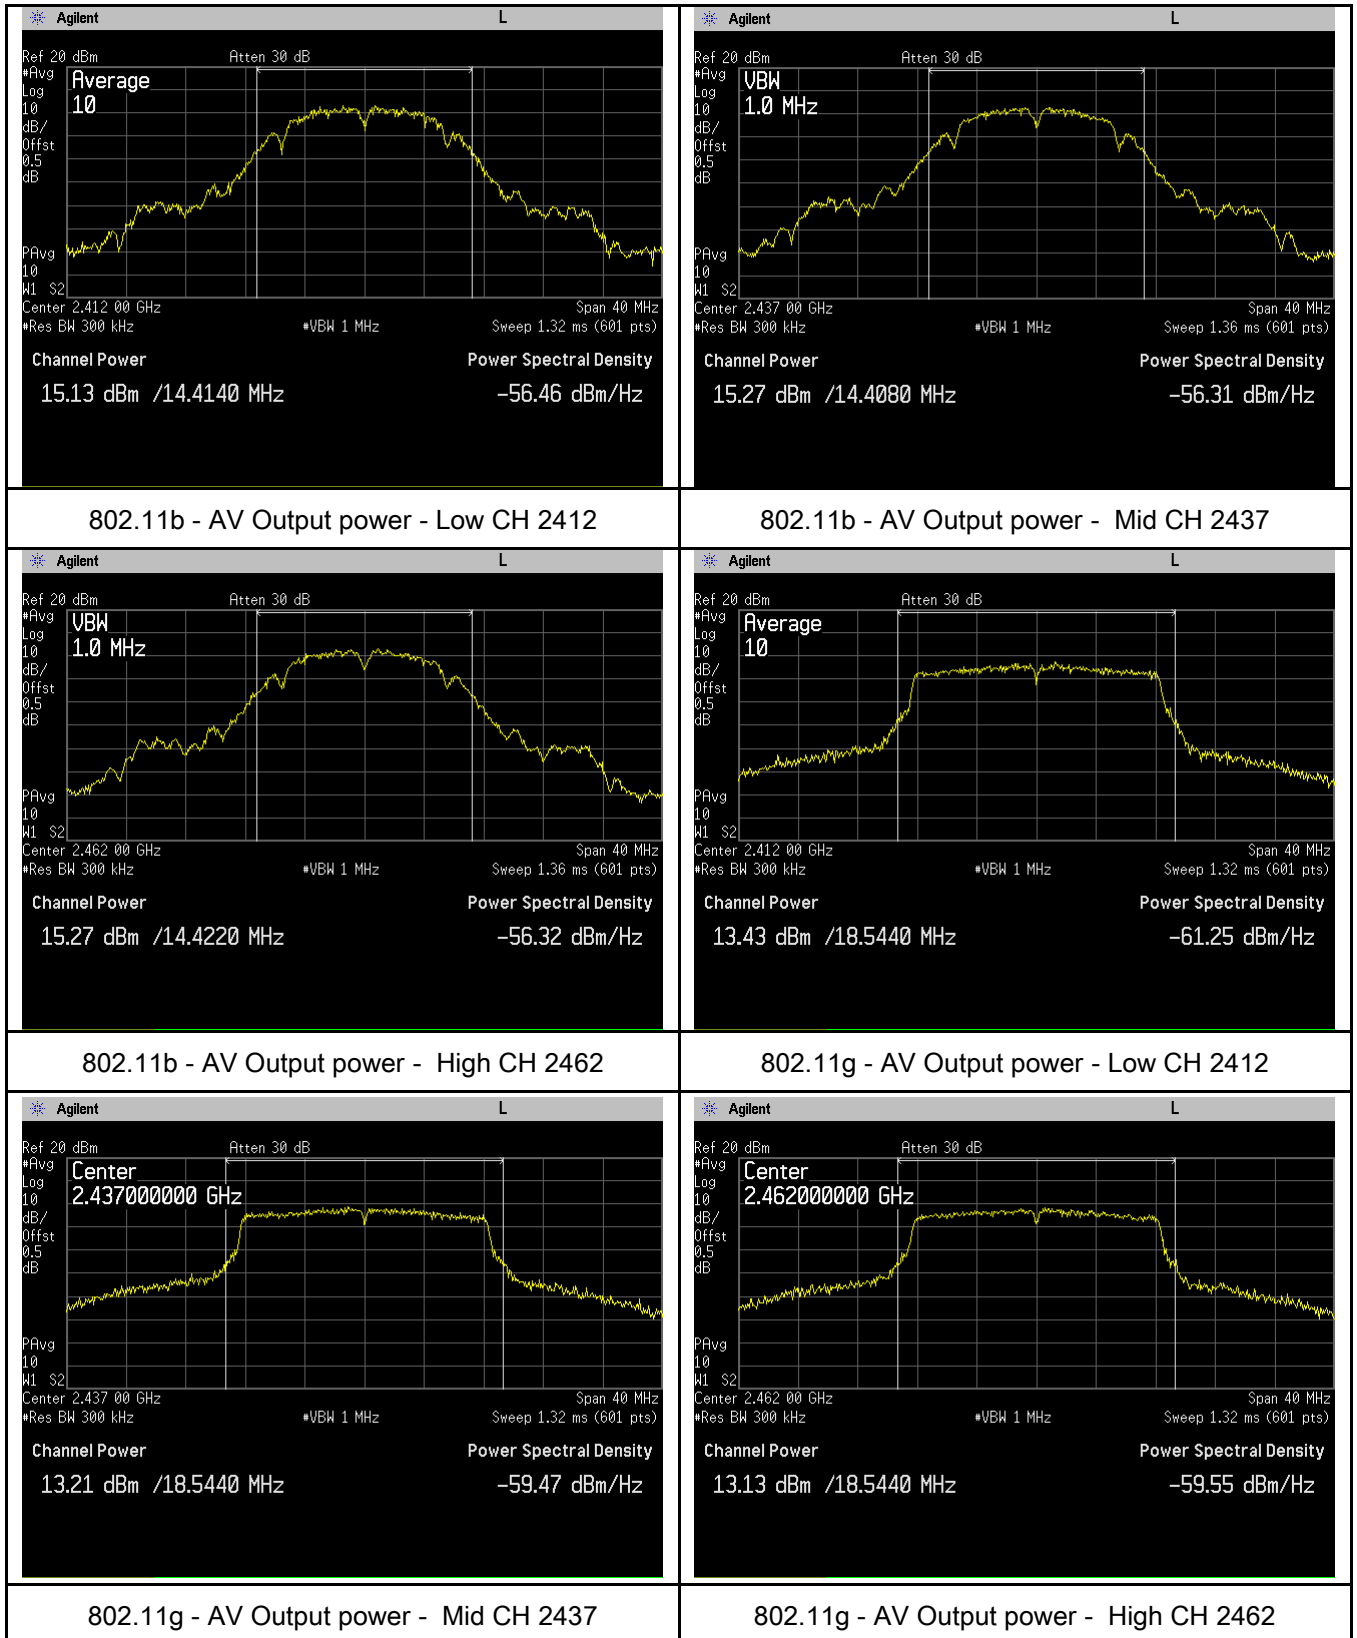 Agilent L
Ref 20 dBm Atten 30 dB
#Avg
Log
10
dB/
Offst
0.5
dB
Average
10
PAvg
10
W1 S2
Center 2.412 00 GHz Span 40 MHz
#Res BW 300 kHz #VBW 1 MHz Sweep 1.32 ms (601 pts)
Channel Power Power Spectral Density
15.13 dBm /14.4140 MHz -56.46 dBm/Hz
802.11b - AV Output power - Low CH 2412
Agilent L
Ref 20 dBm Atten 30 dB
#Avg
Log
10
dB/
Offst
0.5
dB
VBW
1.0 MHz
PAvg
10
W1 S2
Center 2.437 00 GHz Span 40 MHz
#Res BW 300 kHz #VBW 1 MHz Sweep 1.36 ms (601 pts)
Channel Power Power Spectral Density
15.27 dBm /14.4080 MHz -56.31 dBm/Hz
802.11b - AV Output power - Mid CH 2437
Agilent L
Ref 20 dBm Atten 30 dB
#Avg
Log
10
dB/
Offst
0.5
dB
VBW
1.0 MHz
PAvg
10
W1 S2
Center 2.462 00 GHz Span 40 MHz
#Res BW 300 kHz #VBW 1 MHz Sweep 1.36 ms (601 pts)
Channel Power Power Spectral Density
15.27 dBm /14.4220 MHz -56.32 dBm/Hz
802.11b - AV Output power - High CH 2462
Agilent L
Ref 20 dBm Atten 30 dB
#Avg
Log
10
dB/
Offst
0.5
dB
Average
10
PAvg
10
W1 S2
Center 2.412 00 GHz Span 40 MHz
#Res BW 300 kHz #VBW 1 MHz Sweep 1.32 ms (601 pts)
Channel Power Power Spectral Density
13.43 dBm /18.5440 MHz -61.25 dBm/Hz
802.11g - AV Output power - Low CH 2412
Agilent L
Ref 20 dBm Atten 30 dB
#Avg
Log
10
dB/
Offst
0.5
dB
Center
2.437000000 GHz
PAvg
10
W1 S2
Center 2.437 00 GHz Span 40 MHz
#Res BW 300 kHz #VBW 1 MHz Sweep 1.32 ms (601 pts)
Channel Power Power Spectral Density
13.21 dBm /18.5440 MHz -59.47 dBm/Hz
802.11g - AV Output power - Mid CH 2437
Agilent L
Ref 20 dBm Atten 30 dB
#Avg
Log
10
dB/
Offst
0.5
dB
Center
2.462000000 GHz
PAvg
10
W1 S2
Center 2.462 00 GHz Span 40 MHz
#Res BW 300 kHz #VBW 1 MHz Sweep 1.32 ms (601 pts)
Channel Power Power Spectral Density
13.13 dBm /18.5440 MHz -59.55 dBm/Hz
802.11g - AV Output power - High CH 2462